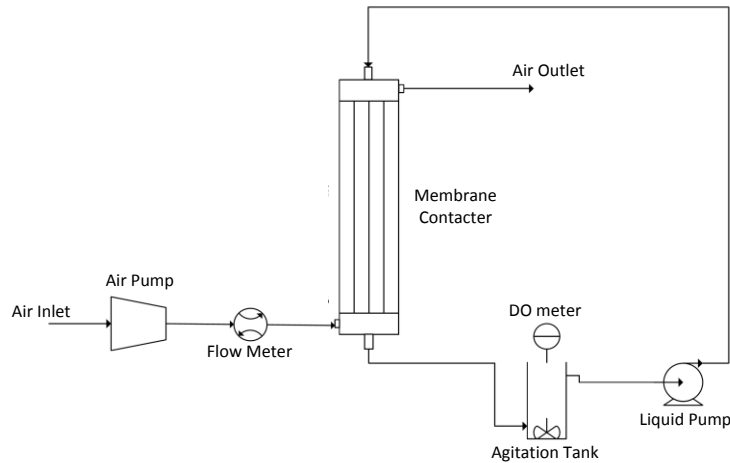 Air Outlet
Membrane
Contacter
Air Pump
Air Inlet
Flow Meter
DO meter
Liquid Pump
Agitation Tank